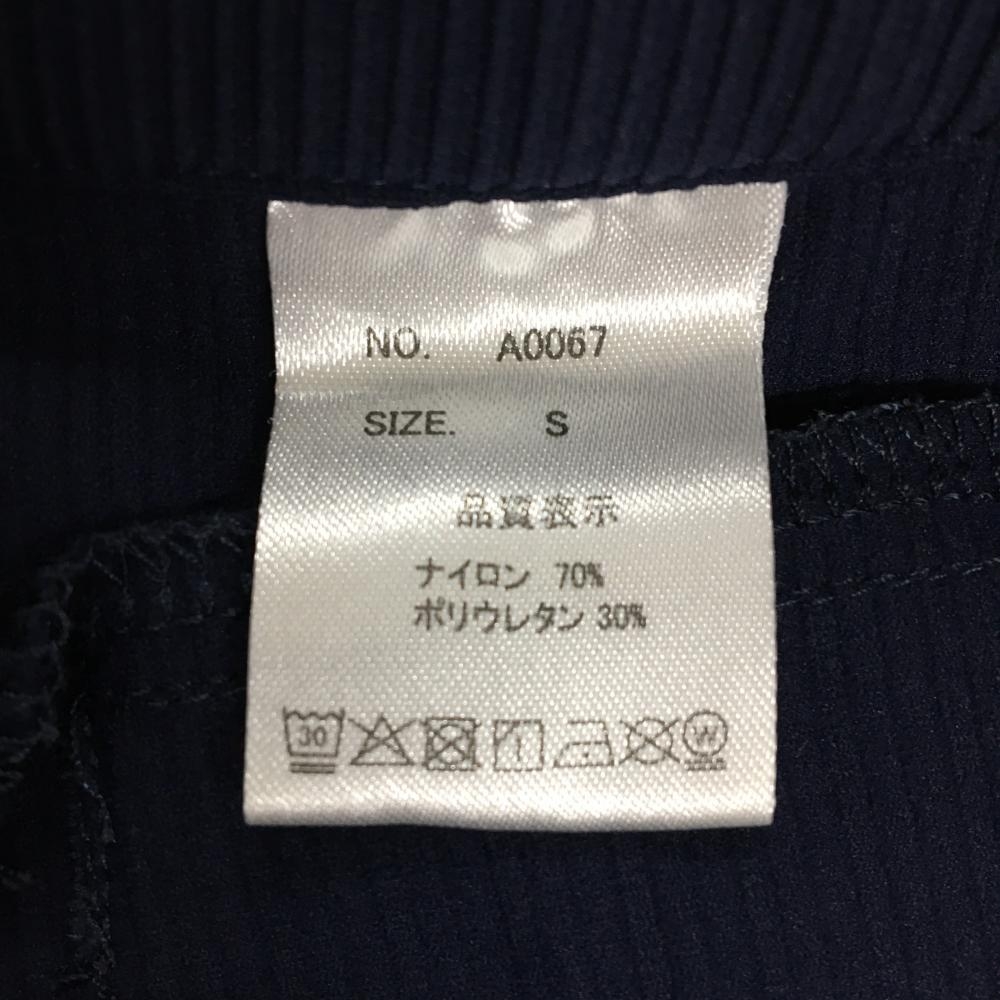 NO. A0067
SIZE. S
品質表示
ナイロン 70%
ポリウレタン 30%
30 W